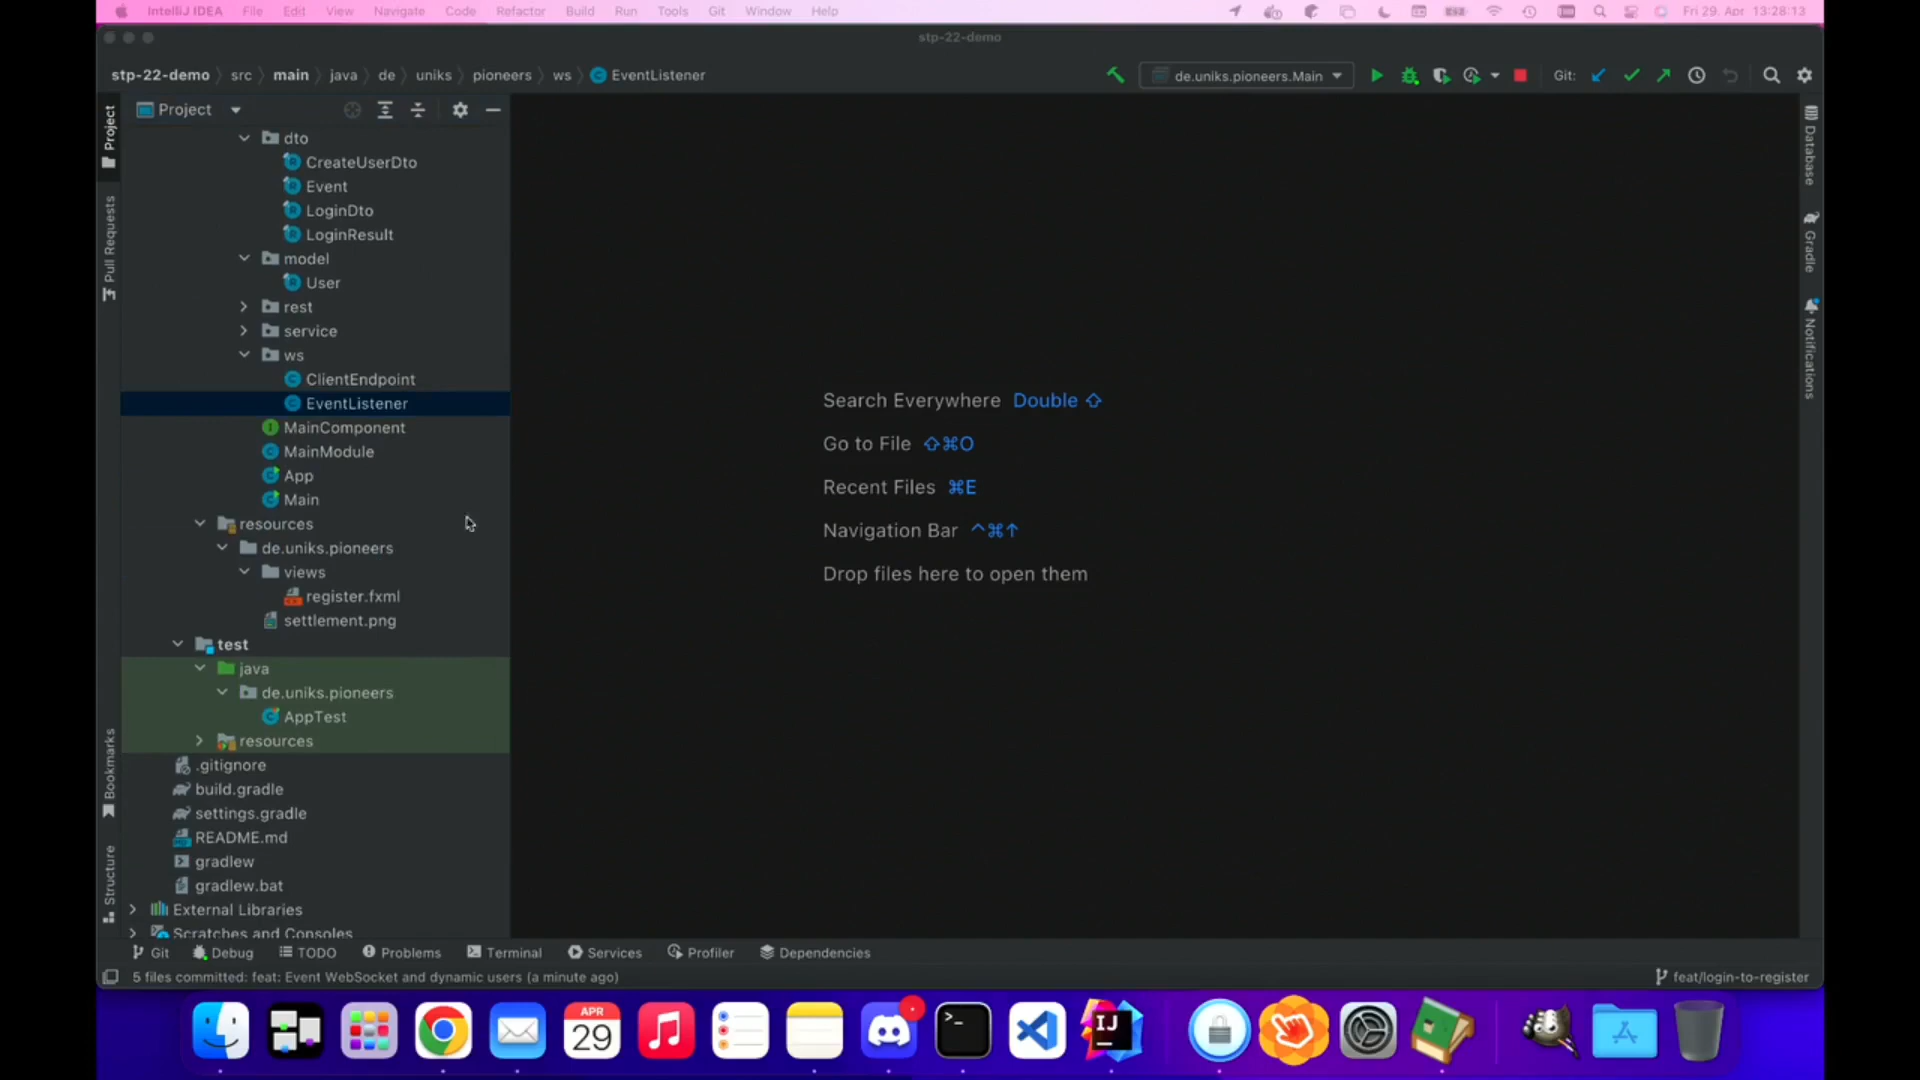 IntelliJ IDEA File Edit View Navigate Code Refactor Build Run Tools Git Window Help Fri 29. Apr 13:28:13
stp-22-demo
stp-22-demo src main java de uniks pioneers ws EventListener de.uniks.pioneers.Main Git:
Project
Project
Pull Requests
Bookmarks
Structure
dto
CreateUserDto
Event
LoginDto
LoginResult
model
User
rest
service
ws
ClientEndpoint
EventListener
MainComponent
MainModule
App
Main
resources
de.uniks.pioneers
views
register.fxml
settlement.png
test
java
de.uniks.pioneers
AppTest
resources
.gitignore
build.gradle
settings.gradle
README.md
gradlew
gradlew.bat
External Libraries
Scratches and Consoles
Search Everywhere Double ⇧
Go to File ⇧⌘O
Recent Files ⌘E
Navigation Bar ^⌘↑
Drop files here to open them
Database
Gradle
Notifications
Git Debug TODO Problems Terminal Services Profiler Dependencies
5 files committed: feat: Event WebSocket and dynamic users (a minute ago) feat/login-to-register
APR
29
>_
IJ